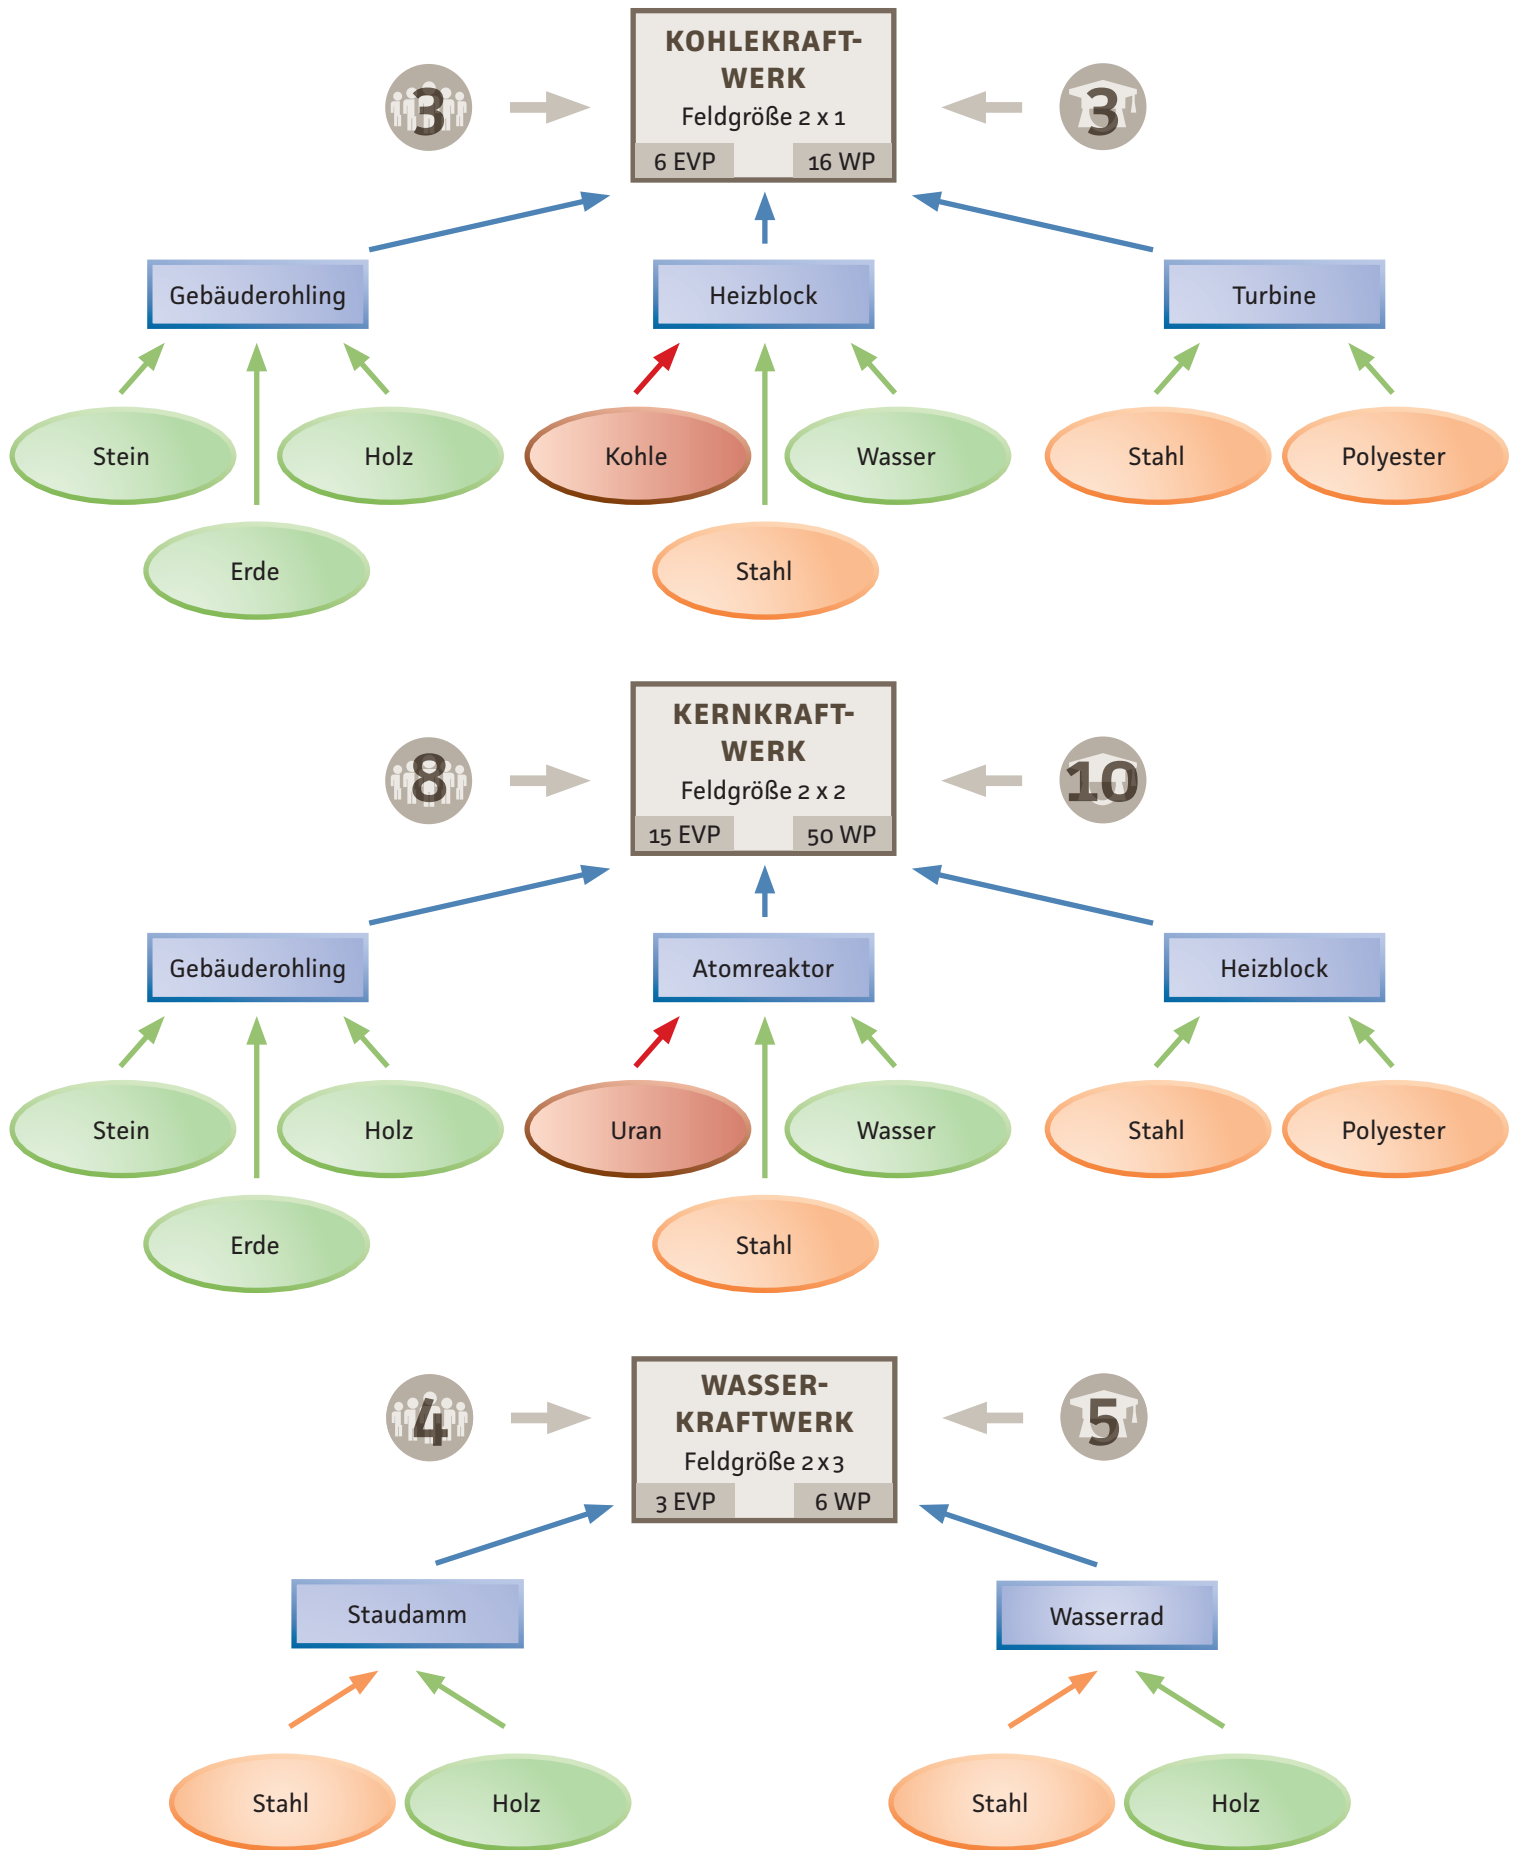 KOHLEKRAFT-
WERK
Feldgröße 2 x 1
3
3
6 EVP
16 WP
Gebäuderohling
Heizblock
Turbine
Stein
Holz
Kohle
Wasser
Stahl
Polyester
Erde
Stahl
KERNKRAFT-
WERK
Feldgröße 2 x 2
8
10
15 EVP
50 WP
Gebäuderohling
Atomreaktor
Heizblock
Stein
Holz
Uran
Wasser
Stahl
Polyester
Erde
Stahl
WASSER-
KRAFTWERK
Feldgröße 2 x 3
4
5
3 EVP
6 WP
Staudamm
Wasserrad
Stahl
Holz
Stahl
Holz